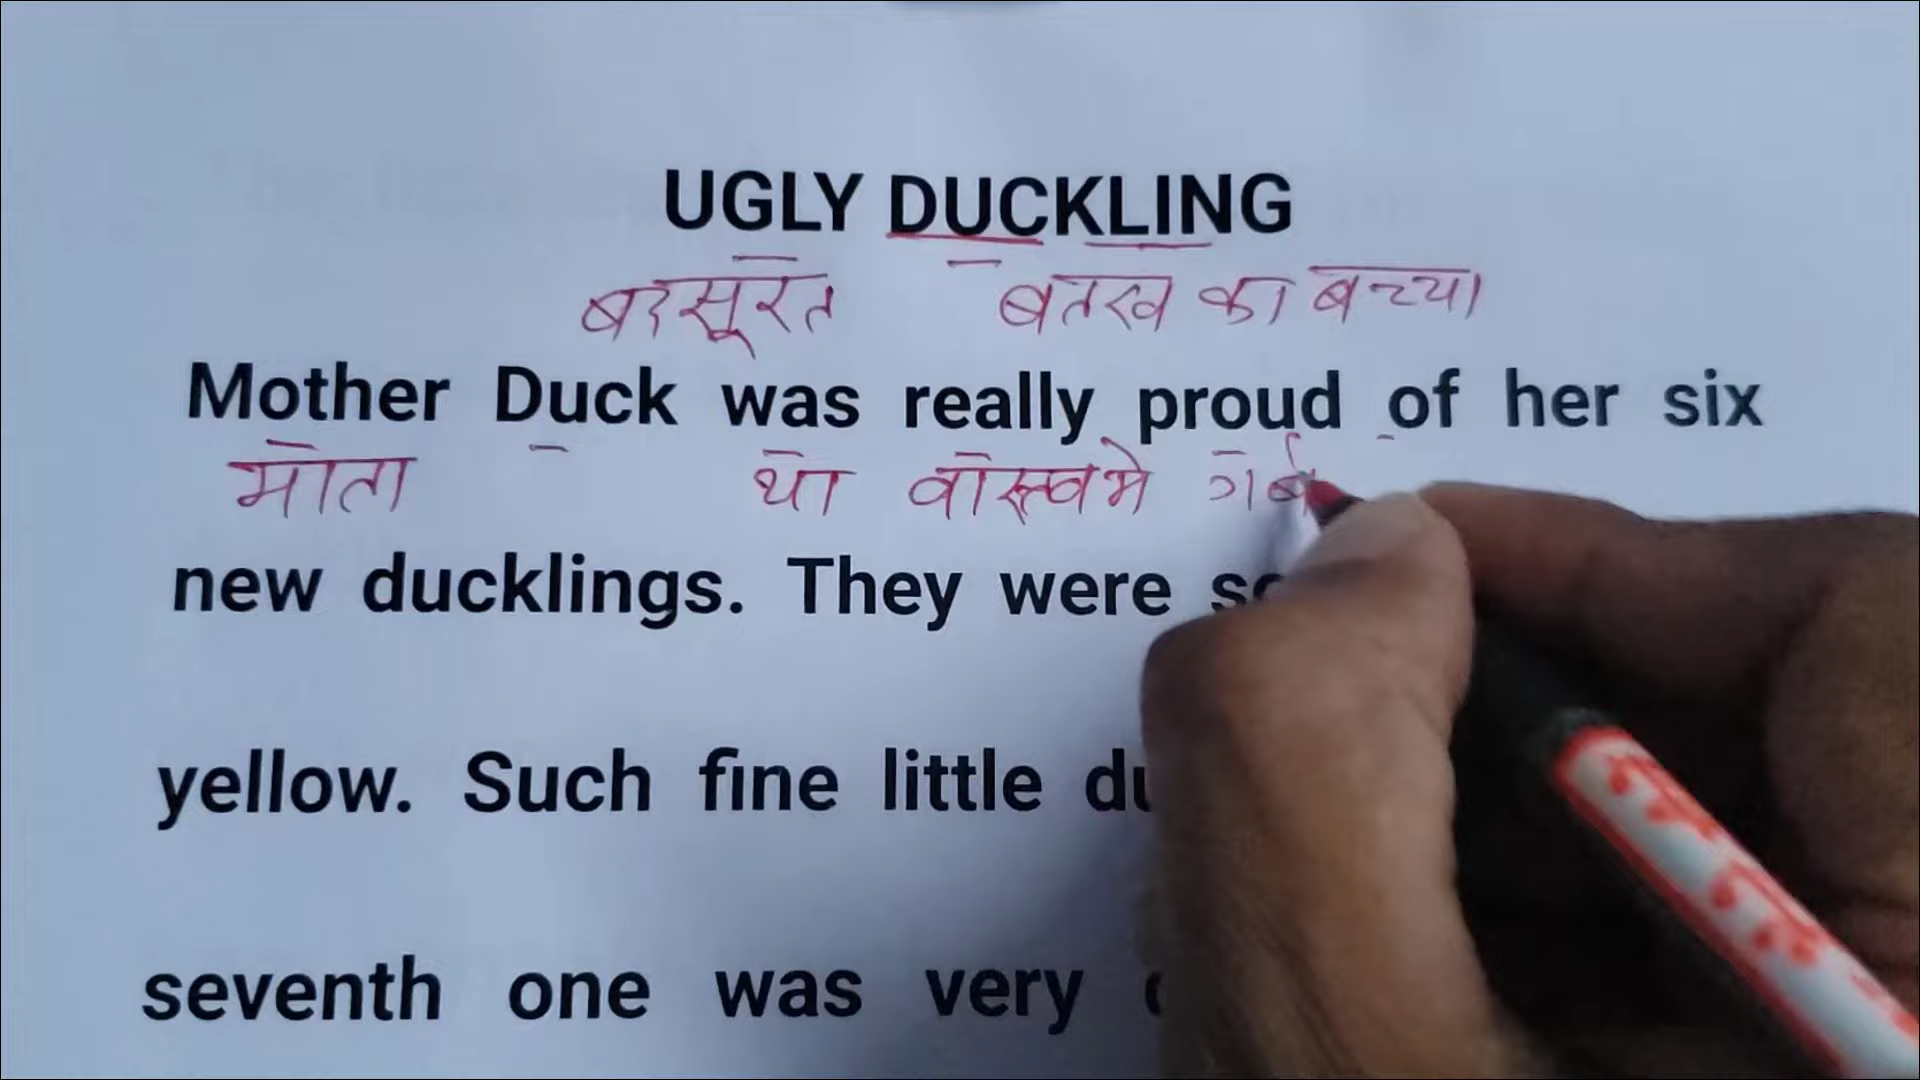 UGLY DUCKLING
बदसूरत बतख का बच्चा
Mother Duck was really proud of her six
माता था वास्त्व मे गर्व
new ducklings. They were
yellow. Such fine little
seventh one was very